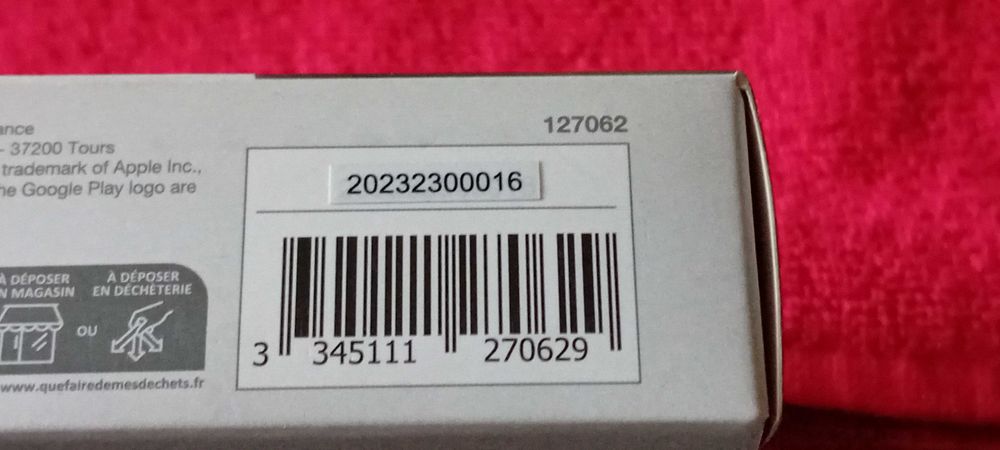 ance
- 37200 Tours
trademark of Apple Inc.,
he Google Play logo are
127062
20232300016
3 345111 270629
À DÉPOSER
N MAGASIN
OU
À DÉPOSER
EN DÉCHÈTERIE
www.quefairedemesdechets.fr